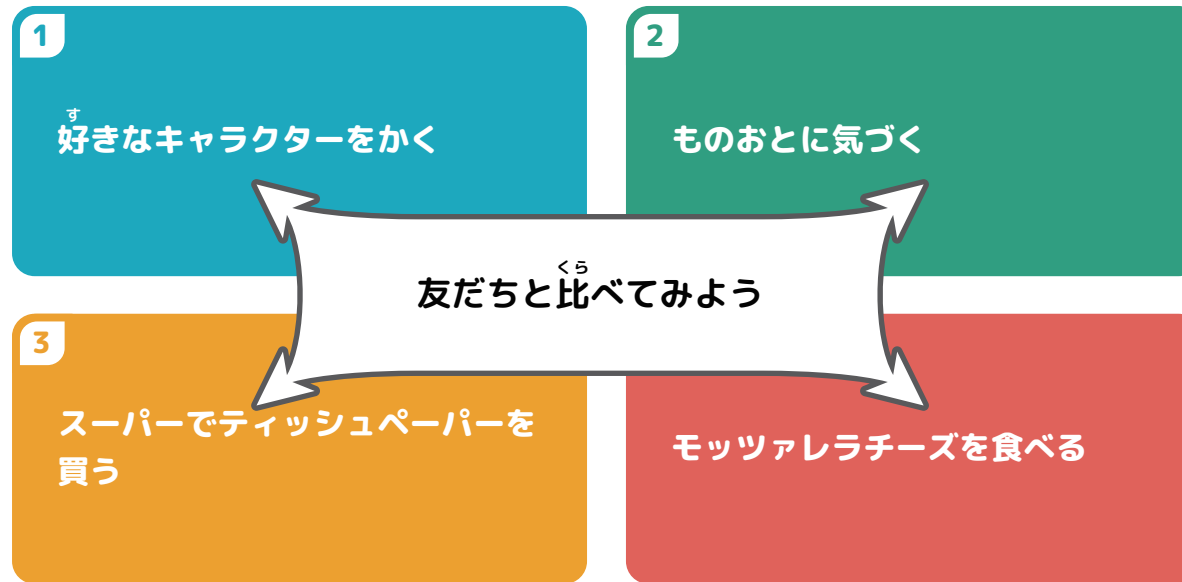 1
好きなキャラクターをかく
す
2
ものおとに気づく
友だちと比べてみよう
くら
3
スーパーでティッシュペーパーを
買う
モッツァレラチーズを食べる